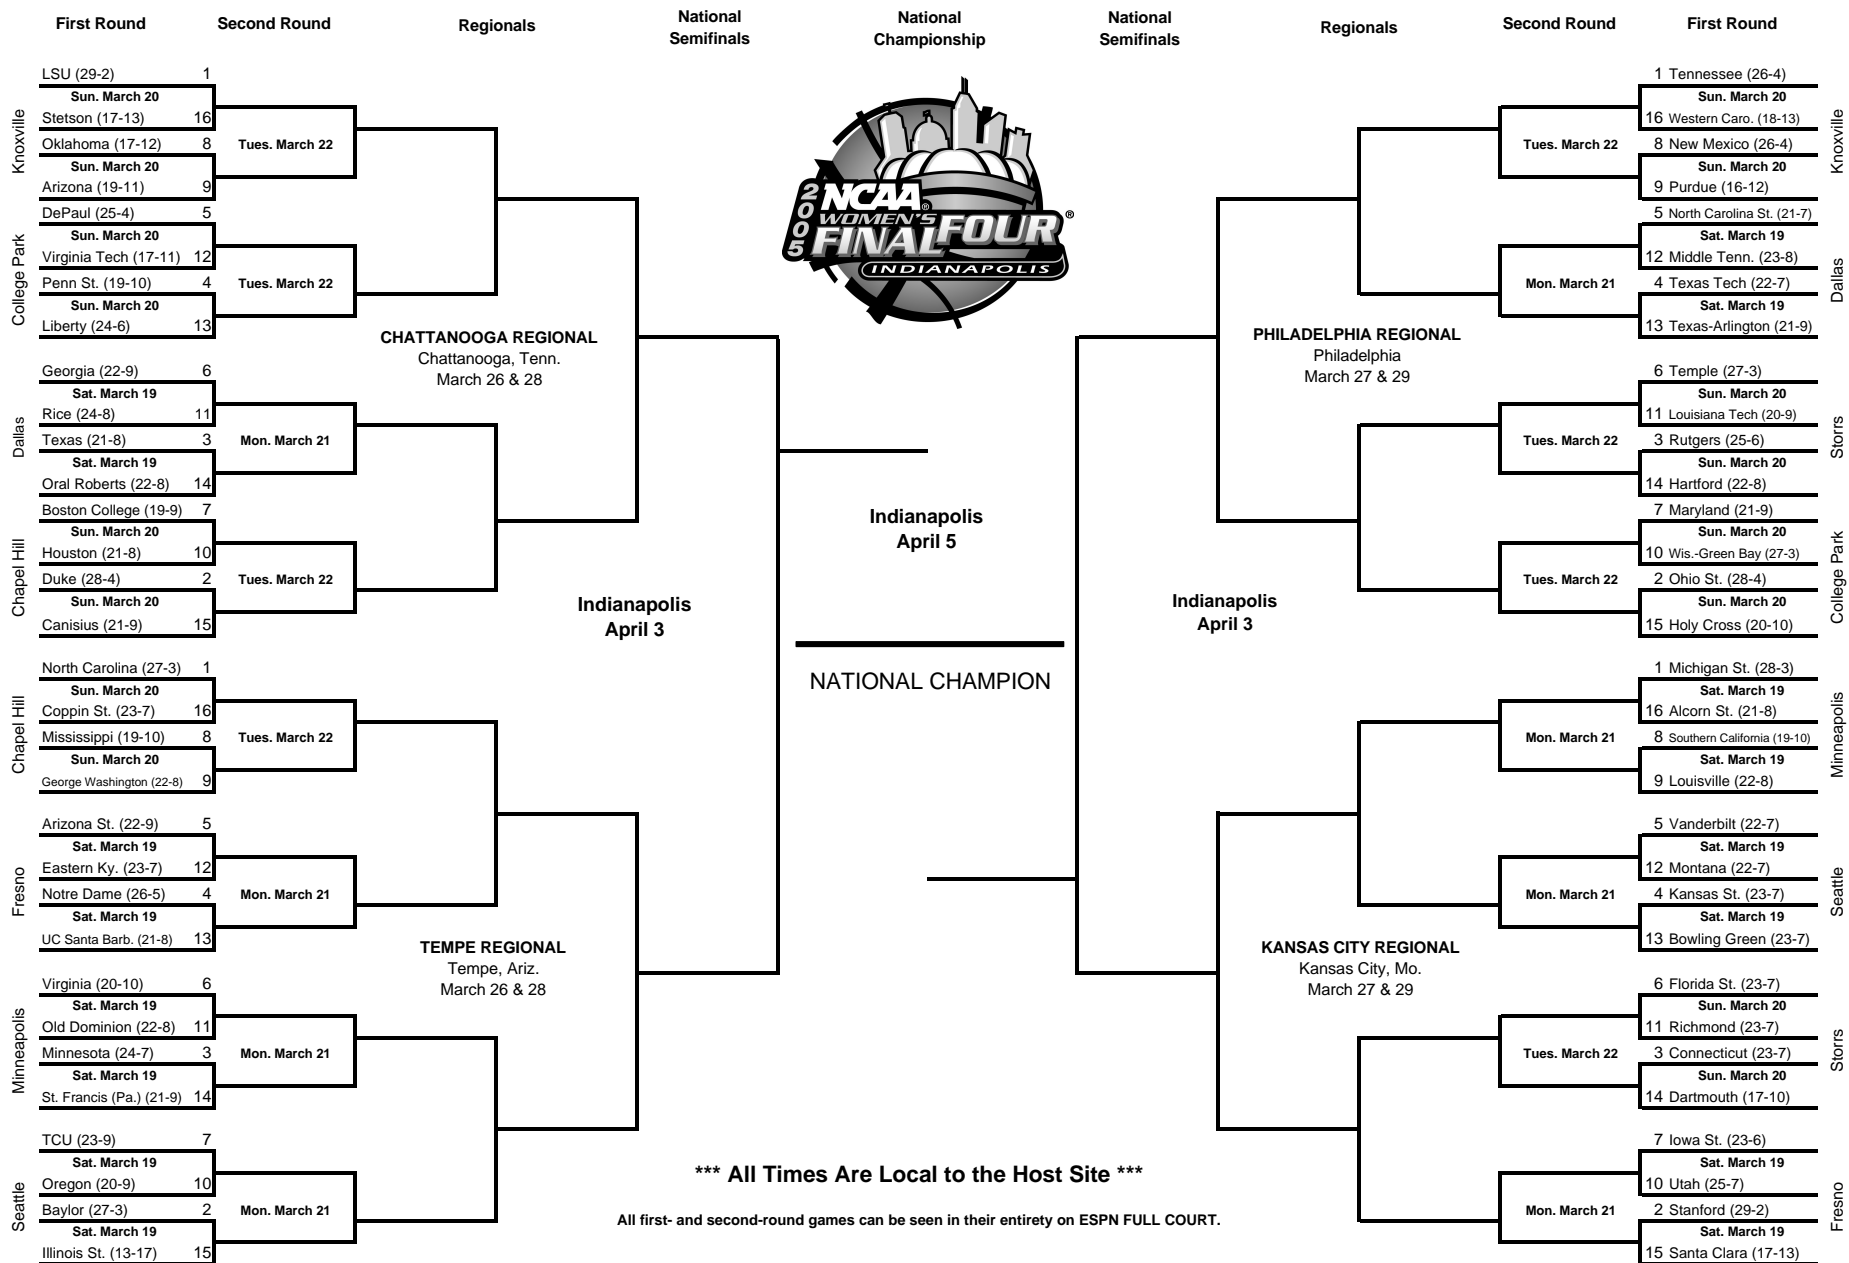 First Round
Second Round
Regionals
National
Semifinals
National
Championship
National
Semifinals
Regionals
Second Round
First Round
Knoxville
LSU (29-2) 1
Sun. March 20
Stetson (17-13) 16
Oklahoma (17-12) 8
Sun. March 20
Arizona (19-11) 9
Tues. March 22
College Park
DePaul (25-4) 5
Sun. March 20
Virginia Tech (17-11) 12
Penn St. (19-10) 4
Sun. March 20
Liberty (24-6) 13
Tues. March 22
CHATTANOOGA REGIONAL
Chattanooga, Tenn.
March 26 & 28
Dallas
Georgia (22-9) 6
Sat. March 19
Rice (24-8) 11
Texas (21-8) 3
Sat. March 19
Oral Roberts (22-8) 14
Mon. March 21
Chapel Hill
Boston College (19-9) 7
Sun. March 20
Houston (21-8) 10
Duke (28-4) 2
Sun. March 20
Canisius (21-9) 15
Tues. March 22
Indianapolis
April 3
Chapel Hill
North Carolina (27-3) 1
Sun. March 20
Coppin St. (23-7) 16
Mississippi (19-10) 8
Sun. March 20
George Washington (22-8) 9
Tues. March 22
Fresno
Arizona St. (22-9) 5
Sat. March 19
Eastern Ky. (23-7) 12
Notre Dame (26-5) 4
Sat. March 19
UC Santa Barb. (21-8) 13
Mon. March 21
TEMPE REGIONAL
Tempe, Ariz.
March 26 & 28
Minneapolis
Virginia (20-10) 6
Sat. March 19
Old Dominion (22-8) 11
Minnesota (24-7) 3
Sat. March 19
St. Francis (Pa.) (21-9) 14
Mon. March 21
Seattle
TCU (23-9) 7
Sat. March 19
Oregon (20-9) 10
Baylor (27-3) 2
Sat. March 19
Illinois St. (13-17) 15
Mon. March 21
2005
NCAA®
WOMEN'S
FINAL FOUR®
INDIANAPOLIS
Indianapolis
April 5
NATIONAL CHAMPION
*** All Times Are Local to the Host Site ***
All first- and second-round games can be seen in their entirety on ESPN FULL COURT.
1 Tennessee (26-4)
Sun. March 20
16 Western Caro. (18-13)
8 New Mexico (26-4)
Sun. March 20
9 Purdue (16-12)
Knoxville
Tues. March 22
5 North Carolina St. (21-7)
Sat. March 19
12 Middle Tenn. (23-8)
4 Texas Tech (22-7)
Sat. March 19
13 Texas-Arlington (21-9)
Dallas
Mon. March 21
PHILADELPHIA REGIONAL
Philadelphia
March 27 & 29
6 Temple (27-3)
Sun. March 20
11 Louisiana Tech (20-9)
3 Rutgers (25-6)
Sun. March 20
14 Hartford (22-8)
Storrs
Tues. March 22
7 Maryland (21-9)
Sun. March 20
10 Wis.-Green Bay (27-3)
2 Ohio St. (28-4)
Sun. March 20
15 Holy Cross (20-10)
College Park
Tues. March 22
Indianapolis
April 3
1 Michigan St. (28-3)
Sat. March 19
16 Alcorn St. (21-8)
8 Southern California (19-10)
Sat. March 19
9 Louisville (22-8)
Minneapolis
Mon. March 21
5 Vanderbilt (22-7)
Sat. March 19
12 Montana (22-7)
4 Kansas St. (23-7)
Sat. March 19
13 Bowling Green (23-7)
Seattle
Mon. March 21
KANSAS CITY REGIONAL
Kansas City, Mo.
March 27 & 29
6 Florida St. (23-7)
Sun. March 20
11 Richmond (23-7)
3 Connecticut (23-7)
Sun. March 20
14 Dartmouth (17-10)
Storrs
Tues. March 22
7 Iowa St. (23-6)
Sat. March 19
10 Utah (25-7)
2 Stanford (29-2)
Sat. March 19
15 Santa Clara (17-13)
Fresno
Mon. March 21